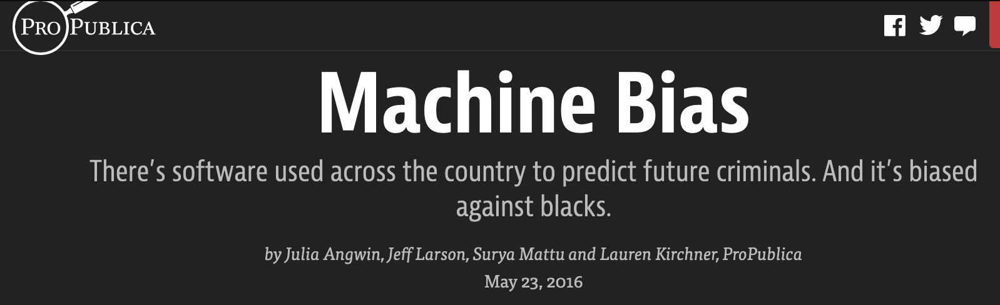 PROPUBLICA
Machine Bias
There’s software used across the country to predict future criminals. And it’s biased
against blacks.
by Julia Angwin, Jeff Larson, Surya Mattu and Lauren Kirchner, ProPublica
May 23, 2016